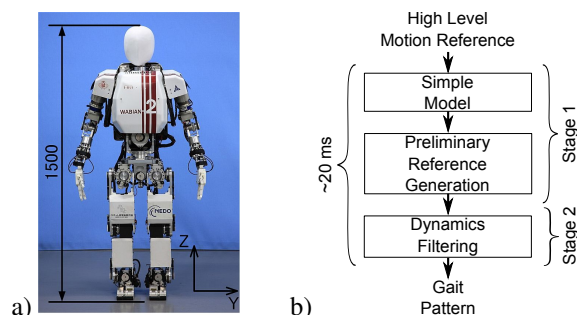 1500
WABIAN
2
NEDO
Z
Y
a)
High Level
Motion Reference
Simple
Model
Preliminary
Reference
Generation
Dynamics
Filtering
Gait
Pattern
~20 ms
Stage 1
Stage 2
b)